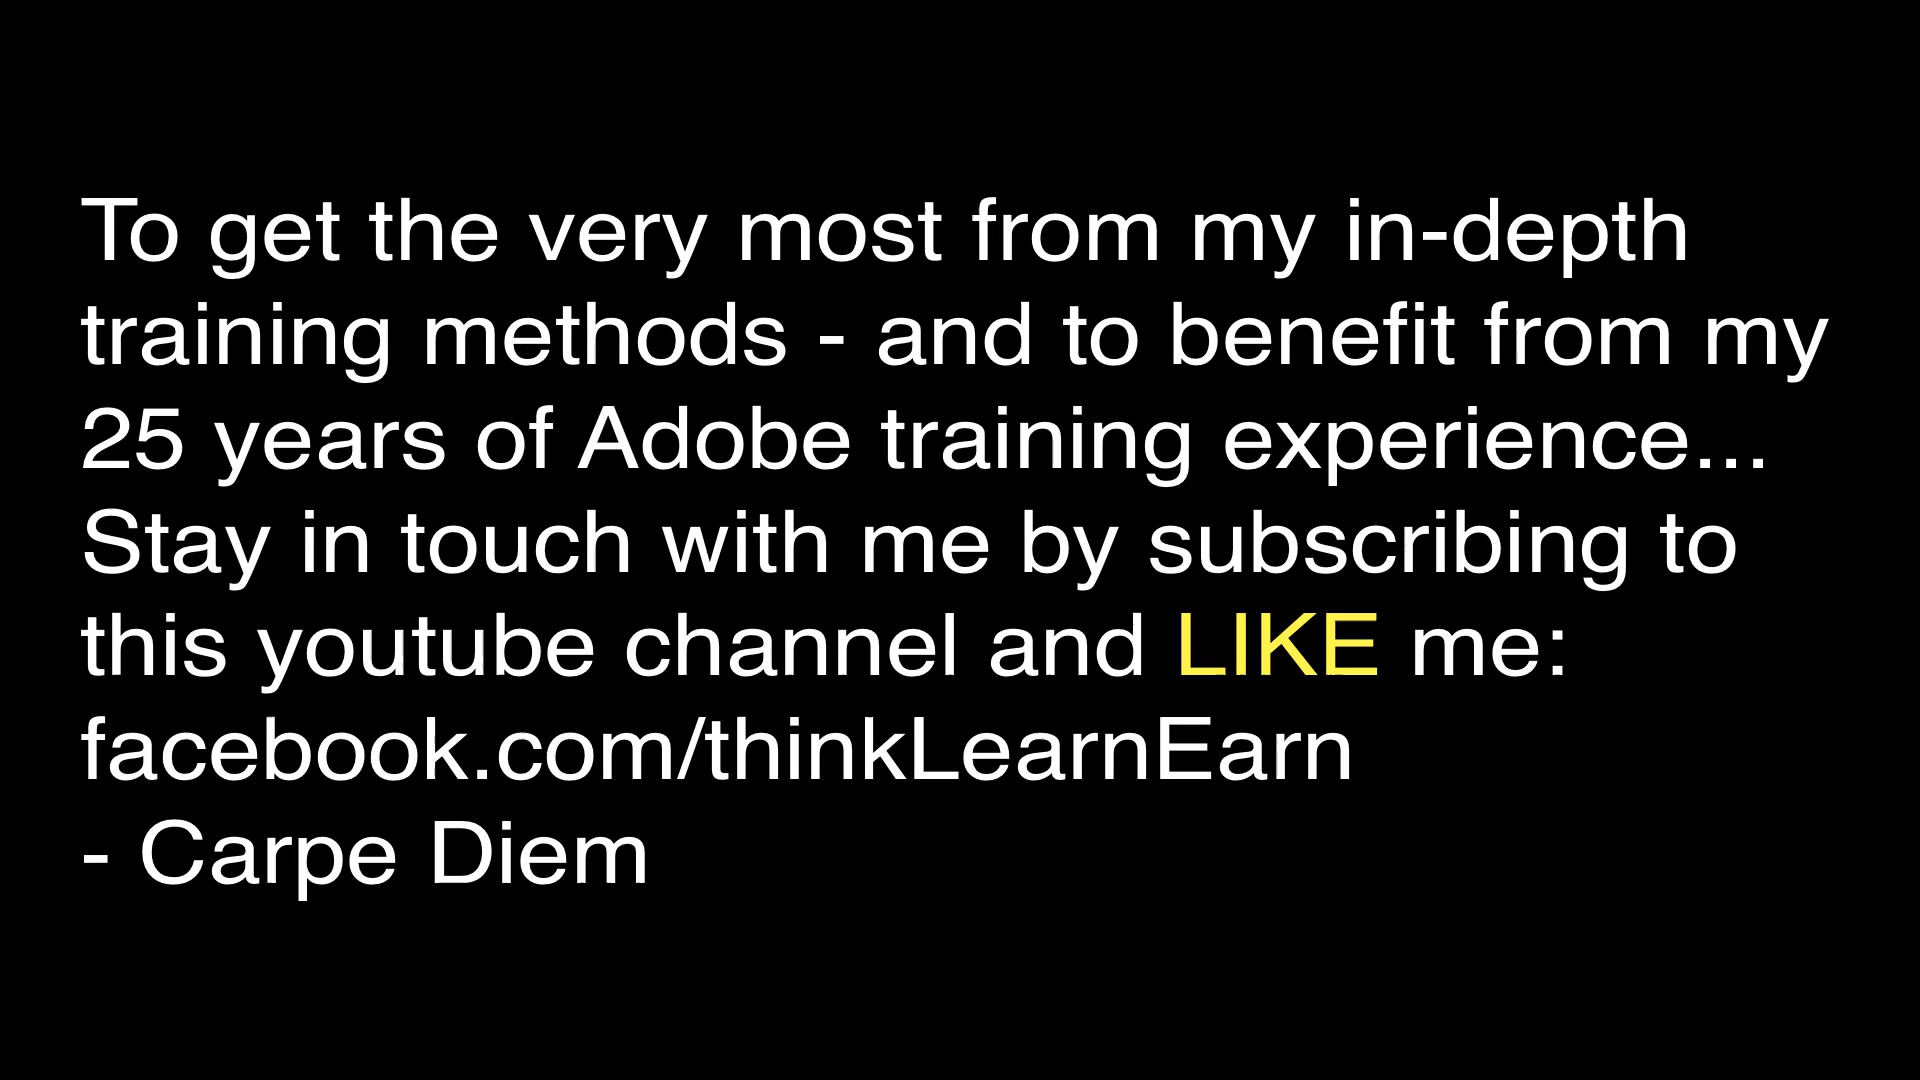 To get the very most from my in-depth
training methods - and to benefit from my
25 years of Adobe training experience...
Stay in touch with me by subscribing to
this youtube channel and LIKE me:
facebook.com/thinkLearnEarn
- Carpe Diem